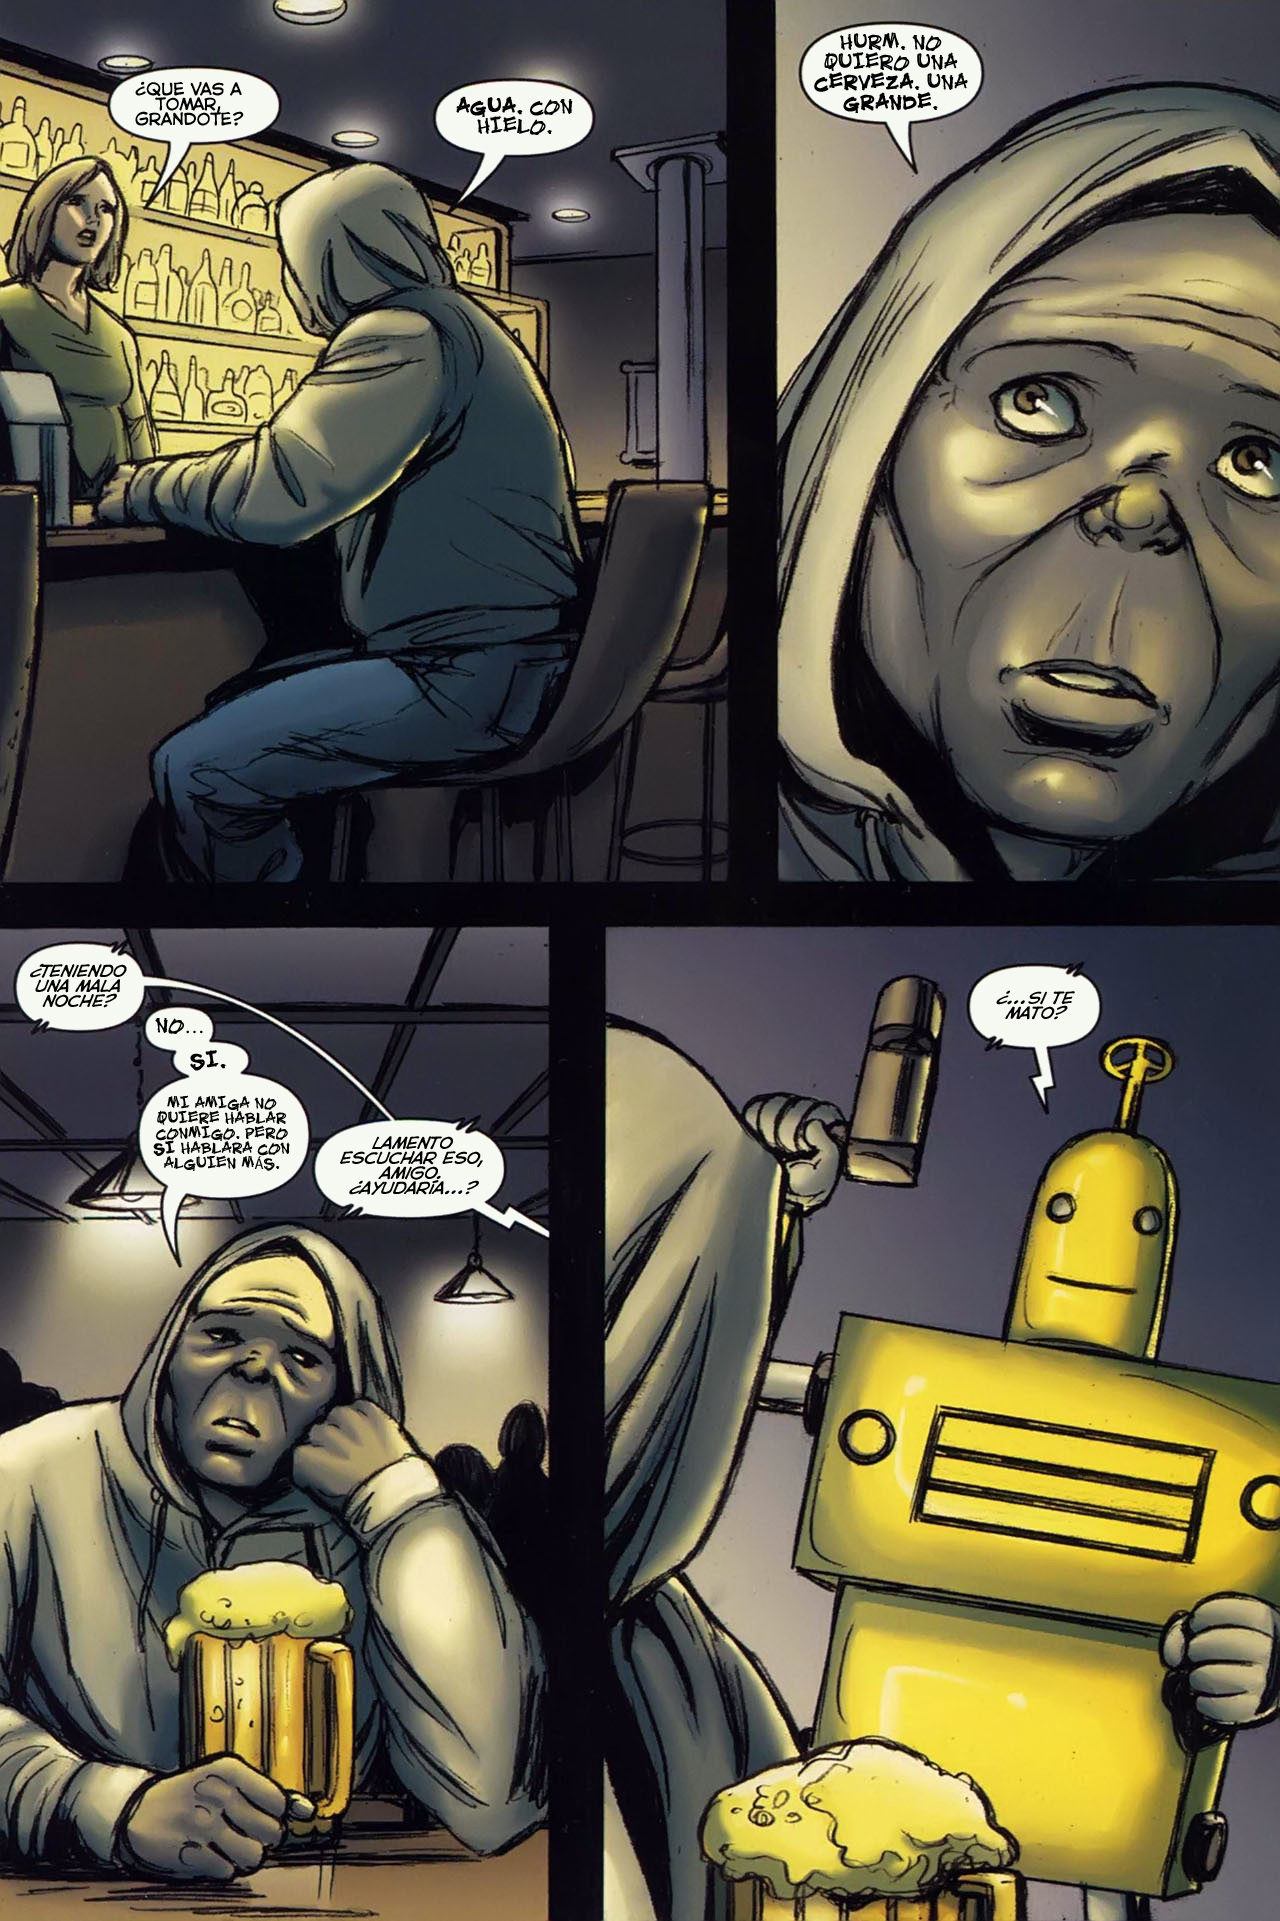 ¿QUE VAS A
TOMAR,
GRANDOTE?
AGUA. CON
HIELO.
HURM. NO
QUIERO UNA
CERVEZA. UNA
GRANDE.
¿TENIENDO
UNA MALA
NOCHE?
NO...
SI.
MI AMIGA NO
QUIERE HABLAR
CONMIGO. PERO
SI HABLARA CON
ALGUIEN MÁS.
LAMENTO
ESCUCHAR ESO,
AMIGO.
¿AYUDARÍA...?
¿...SI TE
MATO?